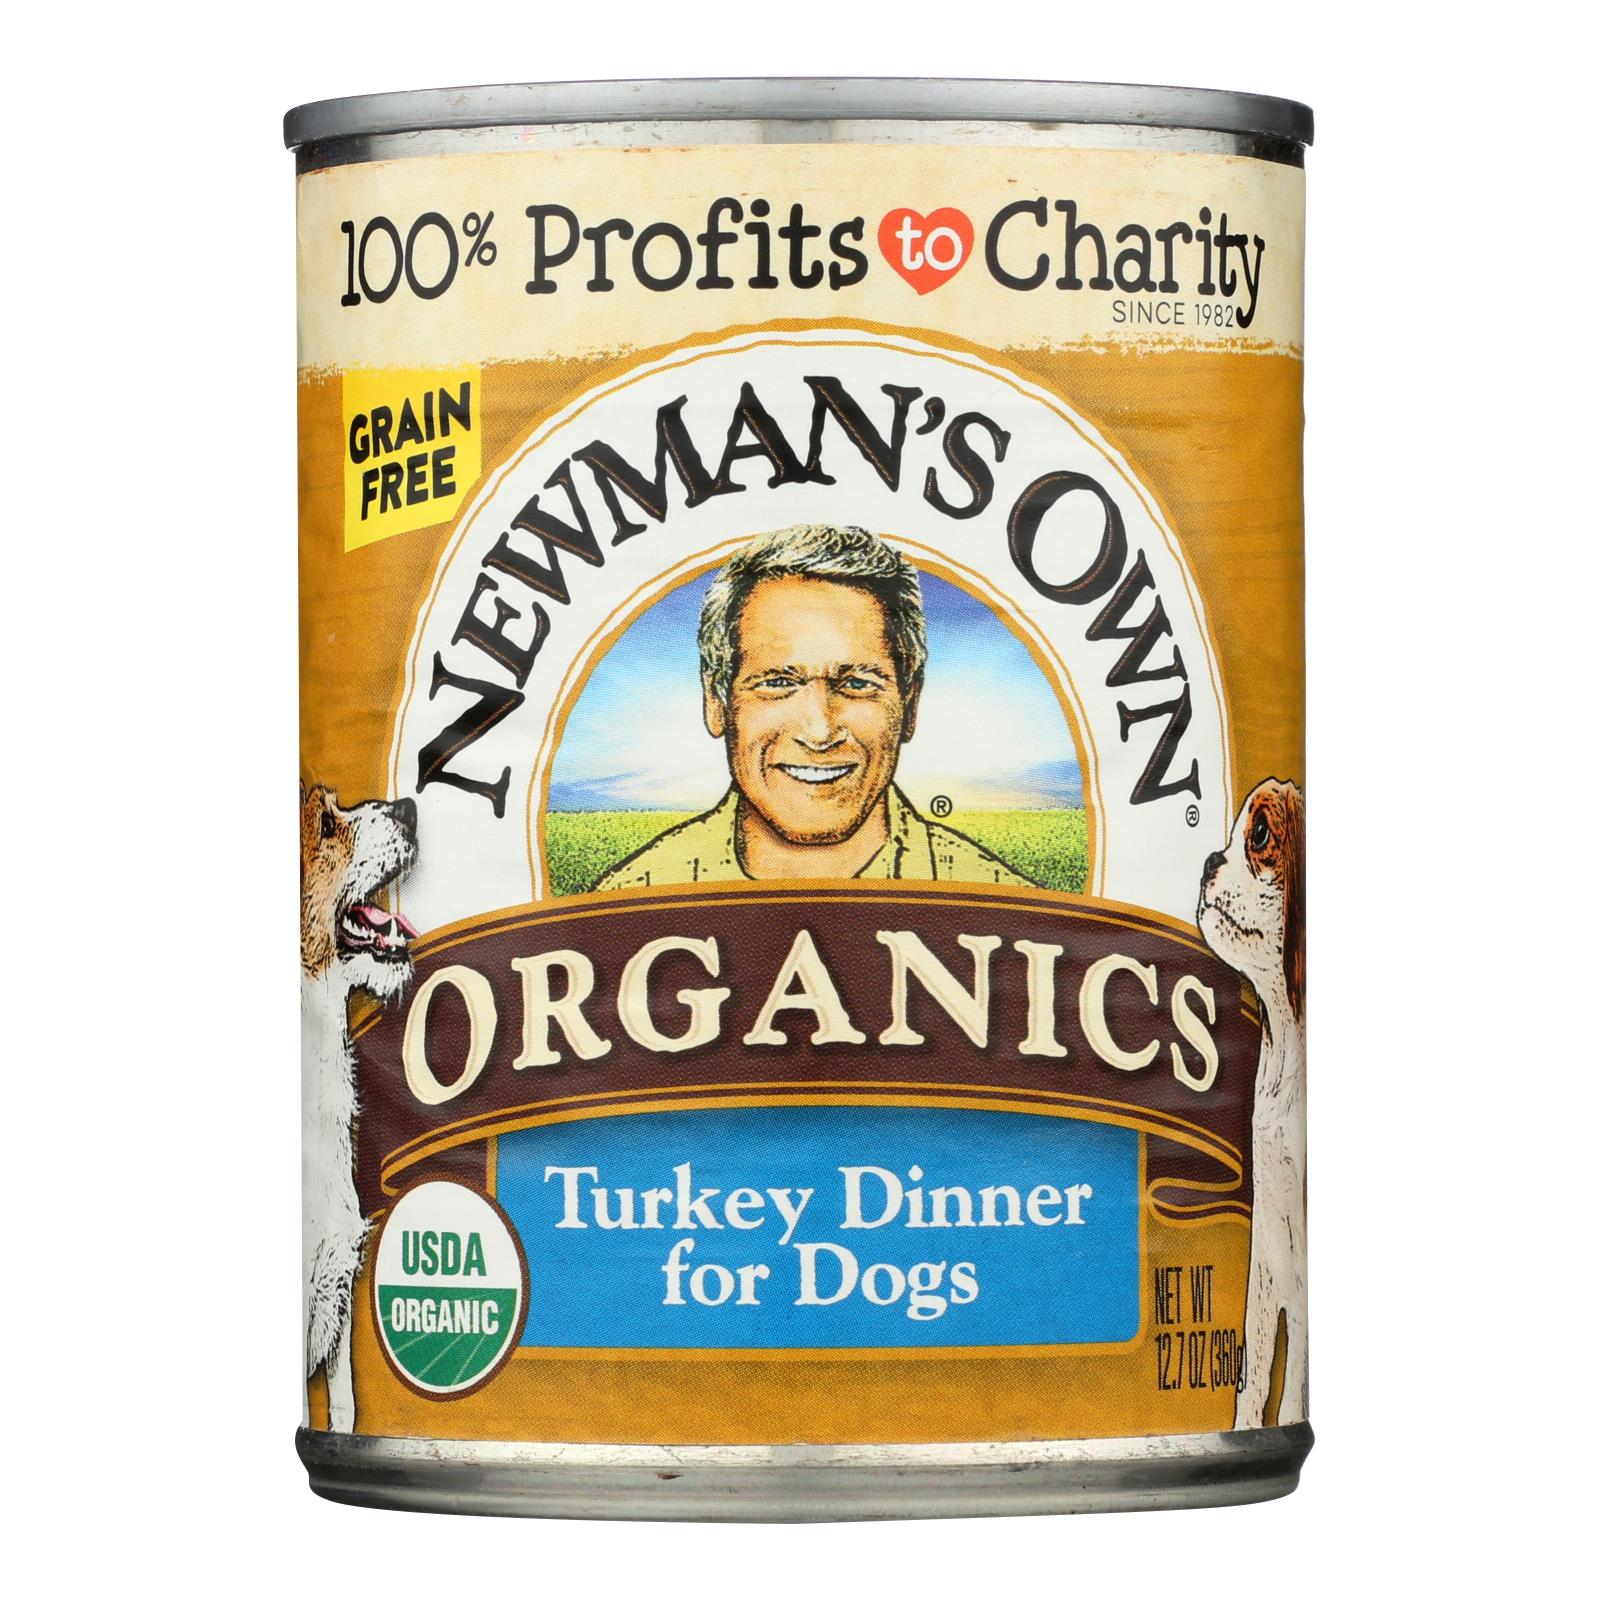 100% Profits to Charity
SINCE 1982
GRAIN
FREE
NEWMAN'S OWN®
®
ORGANICS
Turkey Dinner
for Dogs
USDA
ORGANIC
NET WT
12.7 OZ (360g)